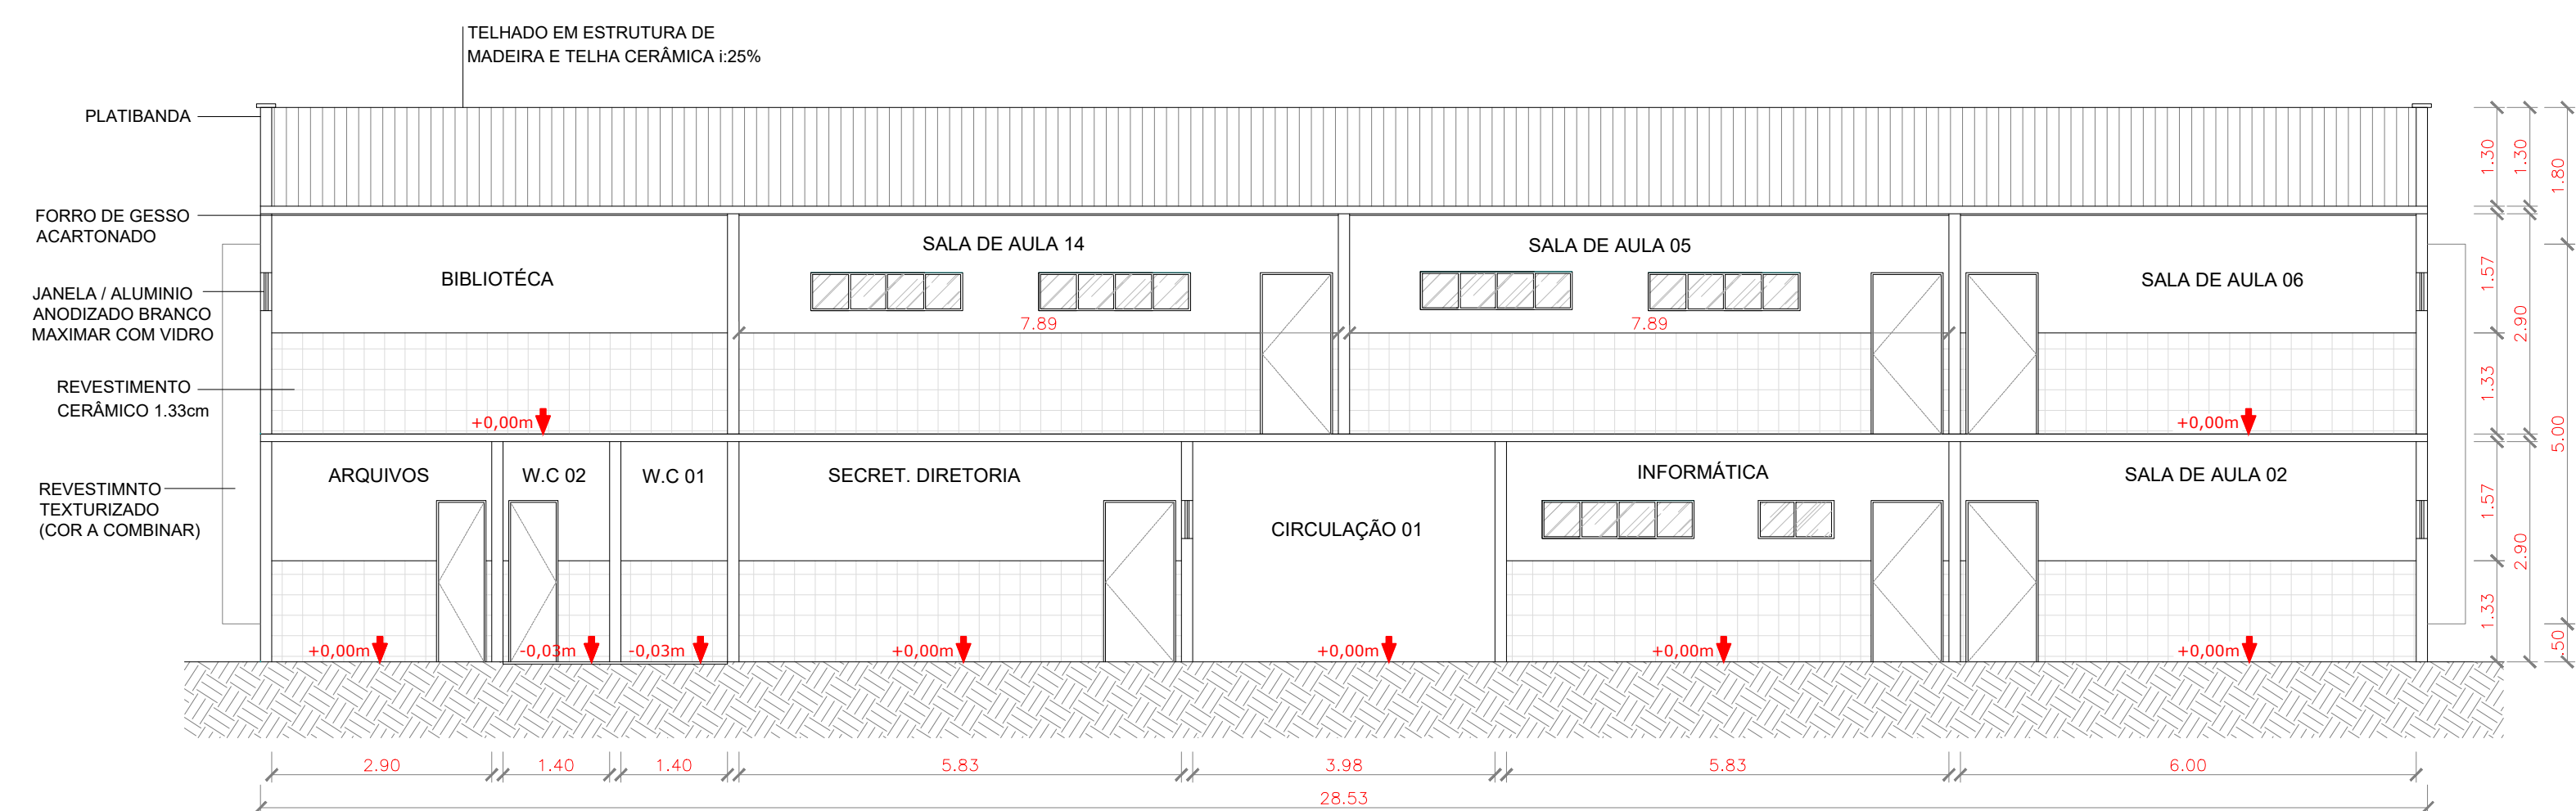 TELHADO EM ESTRUTURA DE
MADEIRA E TELHA CERÂMICA i:25%
PLATIBANDA
FORRO DE GESSO
ACARTONADO
JANELA / ALUMINIO
ANODIZADO BRANCO
MAXIMAR COM VIDRO
REVESTIMENTO
CERÂMICO 1.33cm
REVESTIMNTO
TEXTURIZADO
(COR A COMBINAR)
BIBLIOTÉCA
+0,00m
SALA DE AULA 14
7.89
SALA DE AULA 05
7.89
SALA DE AULA 06
+0,00m
ARQUIVOS
+0,00m
W.C 02
-0,03m
W.C 01
-0,03m
SECRET. DIRETORIA
+0,00m
CIRCULAÇÃO 01
+0,00m
INFORMÁTICA
+0,00m
SALA DE AULA 02
+0,00m
1.30
1.57
1.33
1.57
1.33
1.30
2.90
2.90
1.80
5.00
.50
2.90
1.40
1.40
5.83
3.98
5.83
6.00
28.53